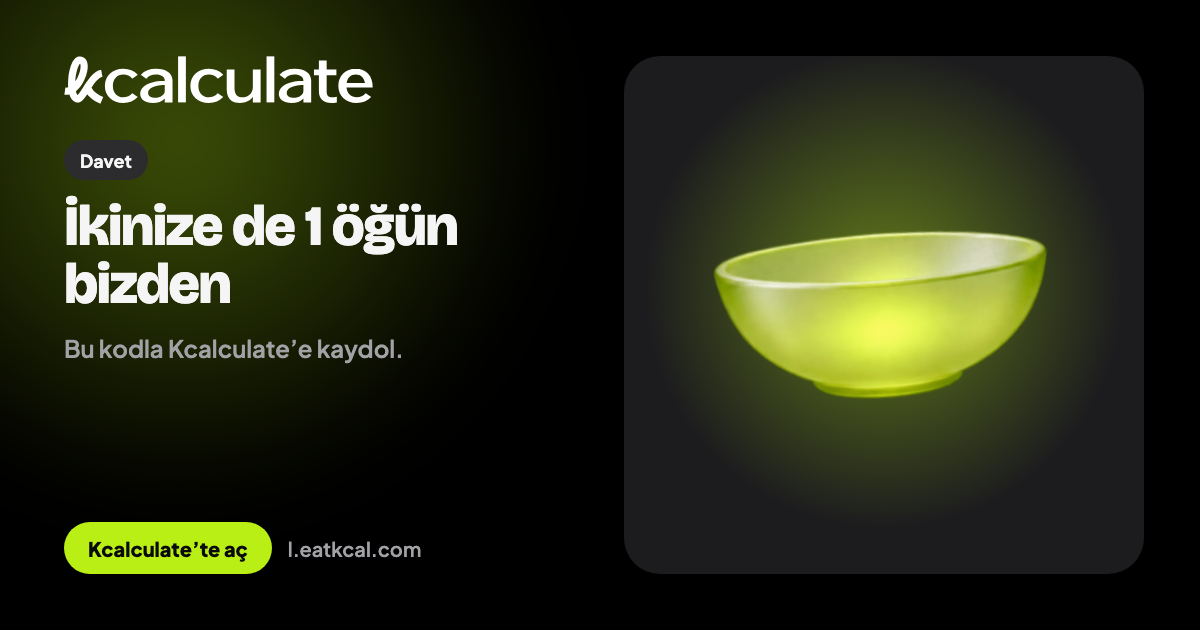 kcalculate
Davet
İkinize de 1 öğün
bizden
Bu kodla Kcalculate’e kaydol.
Kcalculate’te aç
l.eatkcal.com